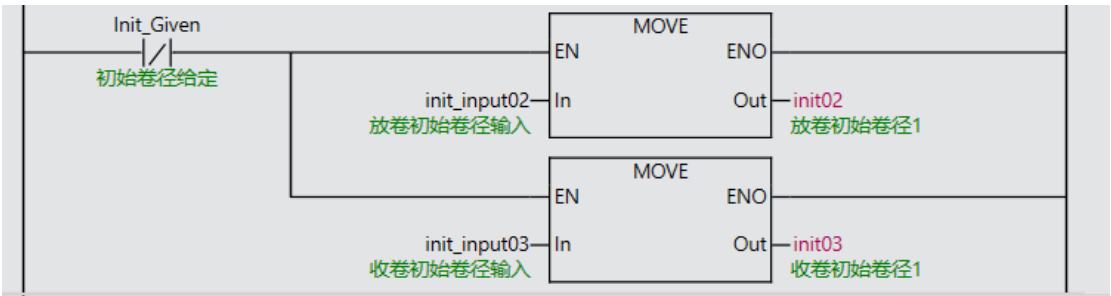 Init_Given
初始卷径给定
MOVE
EN ENO
init_input02 In Out init02
放卷初始卷径输入 放卷初始卷径1
MOVE
EN ENO
init_input03 In Out init03
收卷初始卷径输入 收卷初始卷径1